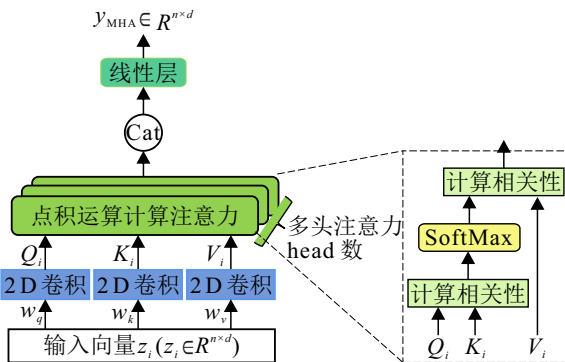 y_MHA ∈ R^{n×d}
线性层
Cat
点积运算计算注意力
多头注意力
head 数
Q_i K_i V_i
2D 卷积 2D 卷积 2D 卷积
w_q w_k w_v
输入向量z_i(z_i∈R^{n×d})
计算相关性
SoftMax
计算相关性
Q_i K_i V_i